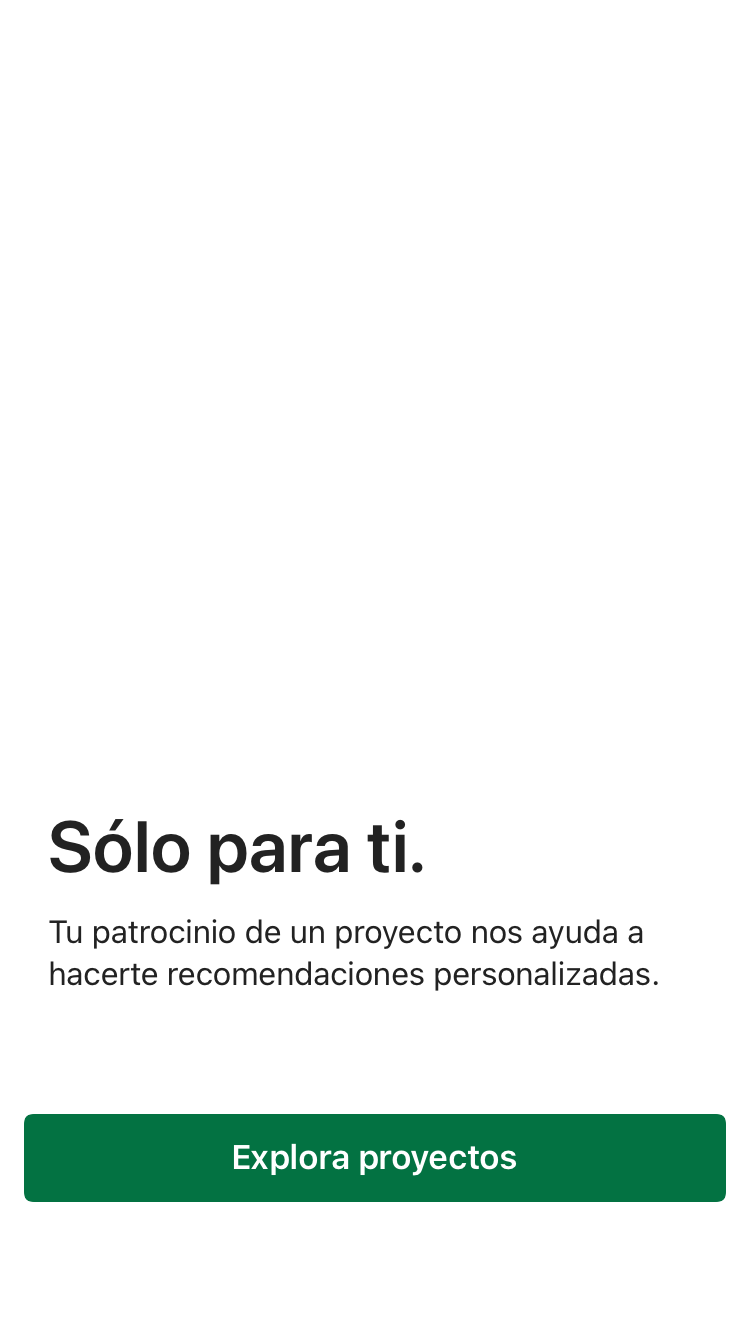 Sólo para ti.
Tu patrocinio de un proyecto nos ayuda a
hacerte recomendaciones personalizadas.
Explora proyectos